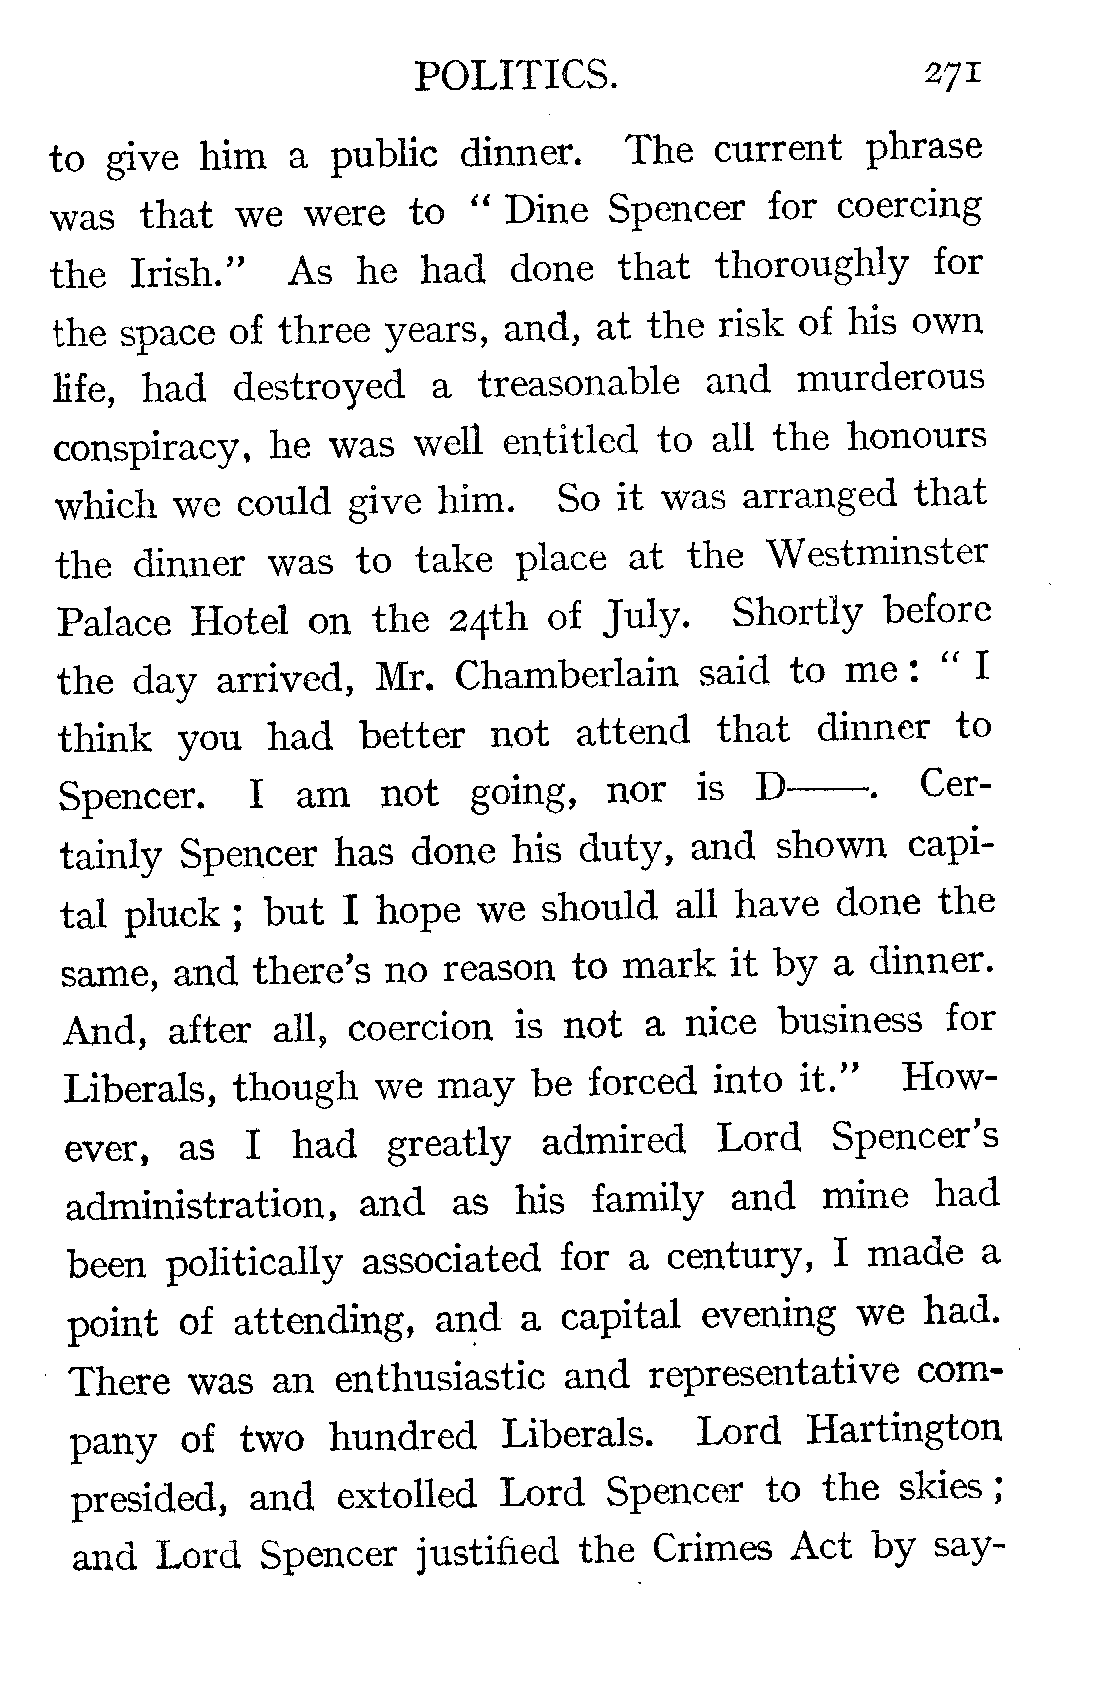 POLITICS. 271
to give him a public dinner. The current phrase
was that we were to “ Dine Spencer for coercing
the Irish.” As he had done that thoroughly for
the space of three years, and, at the risk of his own
life, had destroyed a treasonable and murderous
conspiracy, he was well entitled to all the honours
which we could give him. So it was arranged that
the dinner was to take place at the Westminster
Palace Hotel on the 24th of July. Shortly before
the day arrived, Mr. Chamberlain said to me : “ I
think you had better not attend that dinner to
Spencer. I am not going, nor is D——. Cer-
tainly Spencer has done his duty, and shown capi-
tal pluck ; but I hope we should all have done the
same, and there’s no reason to mark it by a dinner.
And, after all, coercion is not a nice business for
Liberals, though we may be forced into it.” How-
ever, as I had greatly admired Lord Spencer’s
administration, and as his family and mine had
been politically associated for a century, I made a
point of attending, and a capital evening we had.
There was an enthusiastic and representative com-
pany of two hundred Liberals. Lord Hartington
presided, and extolled Lord Spencer to the skies ;
and Lord Spencer justified the Crimes Act by say-